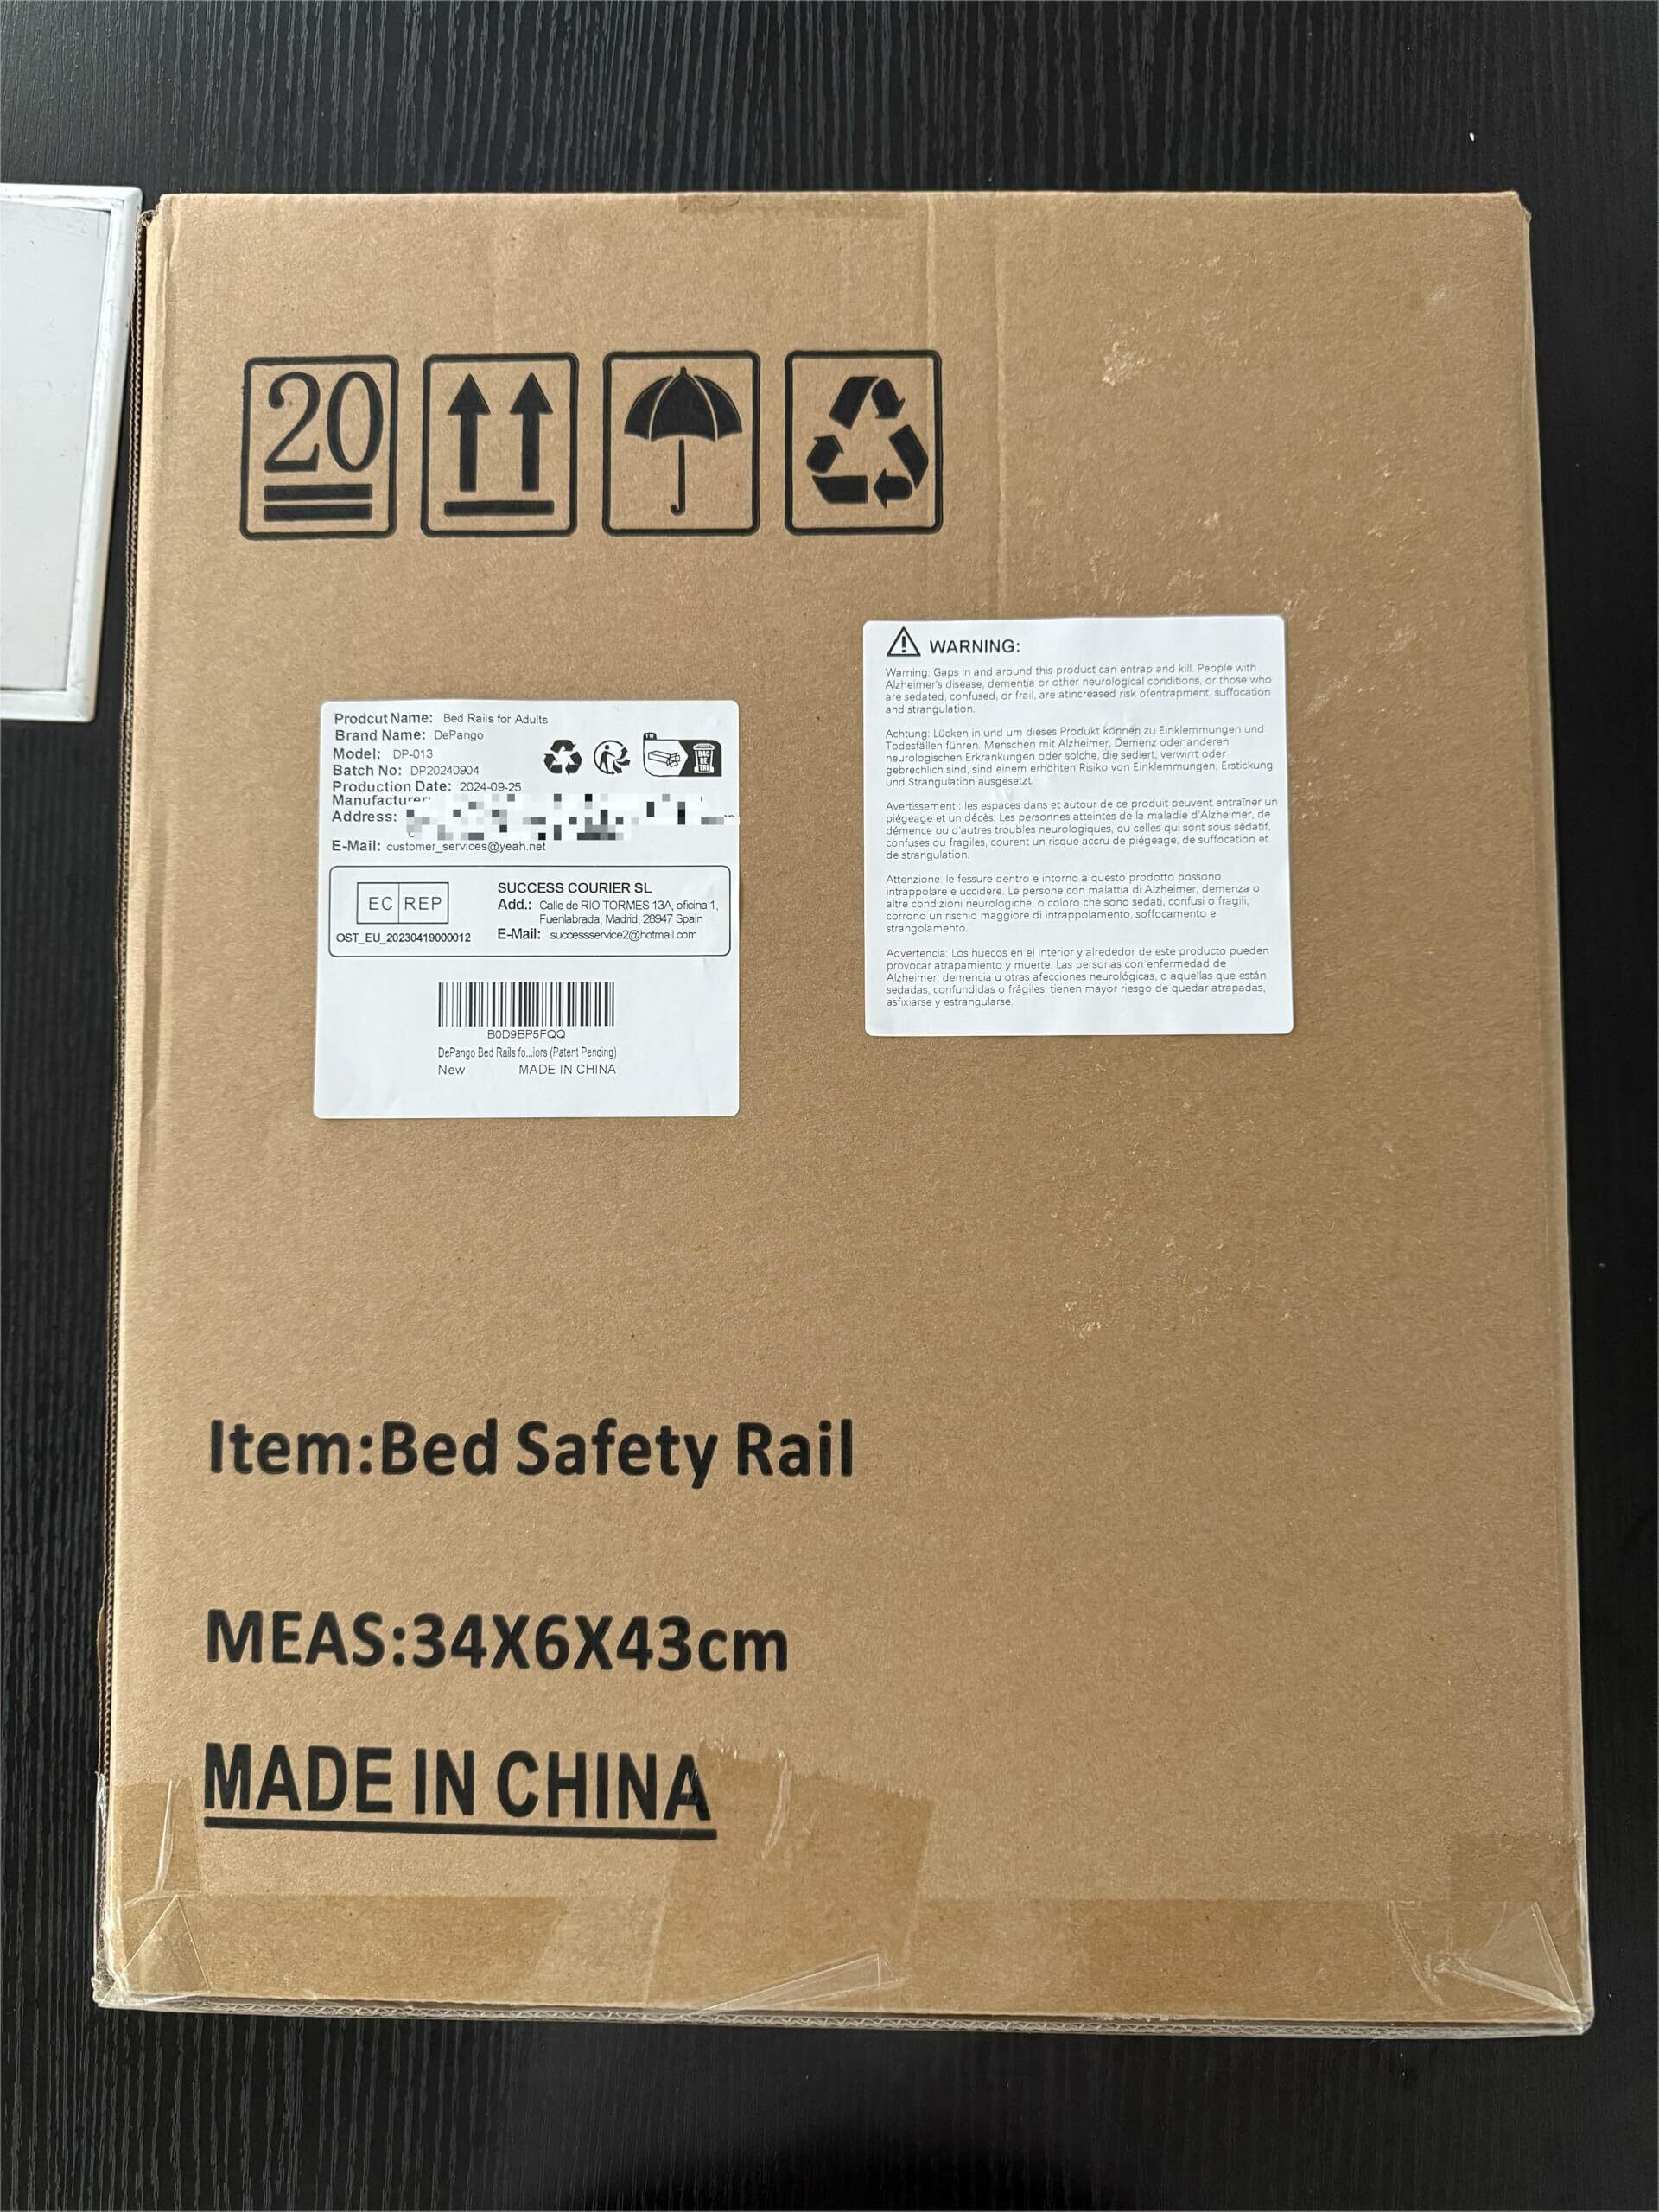 20
WARNING:
Warning: Gaps in and around this product can entrap and kill. People with
Alzheimer's disease, dementia or other neurological conditions, or those who
are sedated, confused, or frail, are atincreased risk ofentrapment, suffocation
and strangulation.
Achtung: Lücken in und um dieses Produkt können zu Einklemmungen und
Todesfällen führen. Menschen mit Alzheimer, Demenz oder anderen
neurologischen Erkrankungen oder solche, die sediert, verwirrt oder
gebrechlich sind, sind einem erhöhten Risiko von Einklemmungen, Erstickung
und Strangulation ausgesetzt.
Avertissement : les espaces dans et autour de ce produit peuvent entraîner un
piégeage et un décès. Les personnes atteintes de la maladie d'Alzheimer, de
démence ou d'autres troubles neurologiques, ou celles qui sont sous sédatif,
confuses ou fragiles, courent un risque accru de piégeage, de suffocation et
de strangulation.
Attenzione: le fessure dentro e intorno a questo prodotto possono
intrappolare e uccidere. Le persone con malattia di Alzheimer, demenza o
altre condizioni neurologiche, o coloro che sono sedati, confusi o fragili,
corrono un rischio maggiore di intrappolamento, soffocamento e
strangolamento.
Advertencia: Los huecos en el interior y alrededor de este producto pueden
provocar atrapamiento y muerte. Las personas con enfermedad de
Alzheimer, demencia u otras afecciones neurológicas, o aquellas que están
sedadas, confundidas o frágiles, tienen mayor riesgo de quedar atrapadas,
asfixiarse y estrangularse.
Prodcut Name: Bed Rails for Adults
Brand Name: DePango
Model: DP-013
Batch No: DP20240904
Production Date: 2024-09-25
Manufacturer:
Address:
E-Mail: customer_services@yeah.net
FR
BAC
DE
TRI
EC REP
OST_EU_20230419000012
SUCCESS COURIER SL
Add.: Calle de RIO TORMES 13A, oficina 1,
Fuenlabrada, Madrid, 28947 Spain
E-Mail: successservice2@hotmail.com
B0D9BP5FQQ
DePango Bed Rails fo...iors (Patent Pending)
New MADE IN CHINA
Item:Bed Safety Rail
MEAS:34X6X43cm
MADE IN CHINA